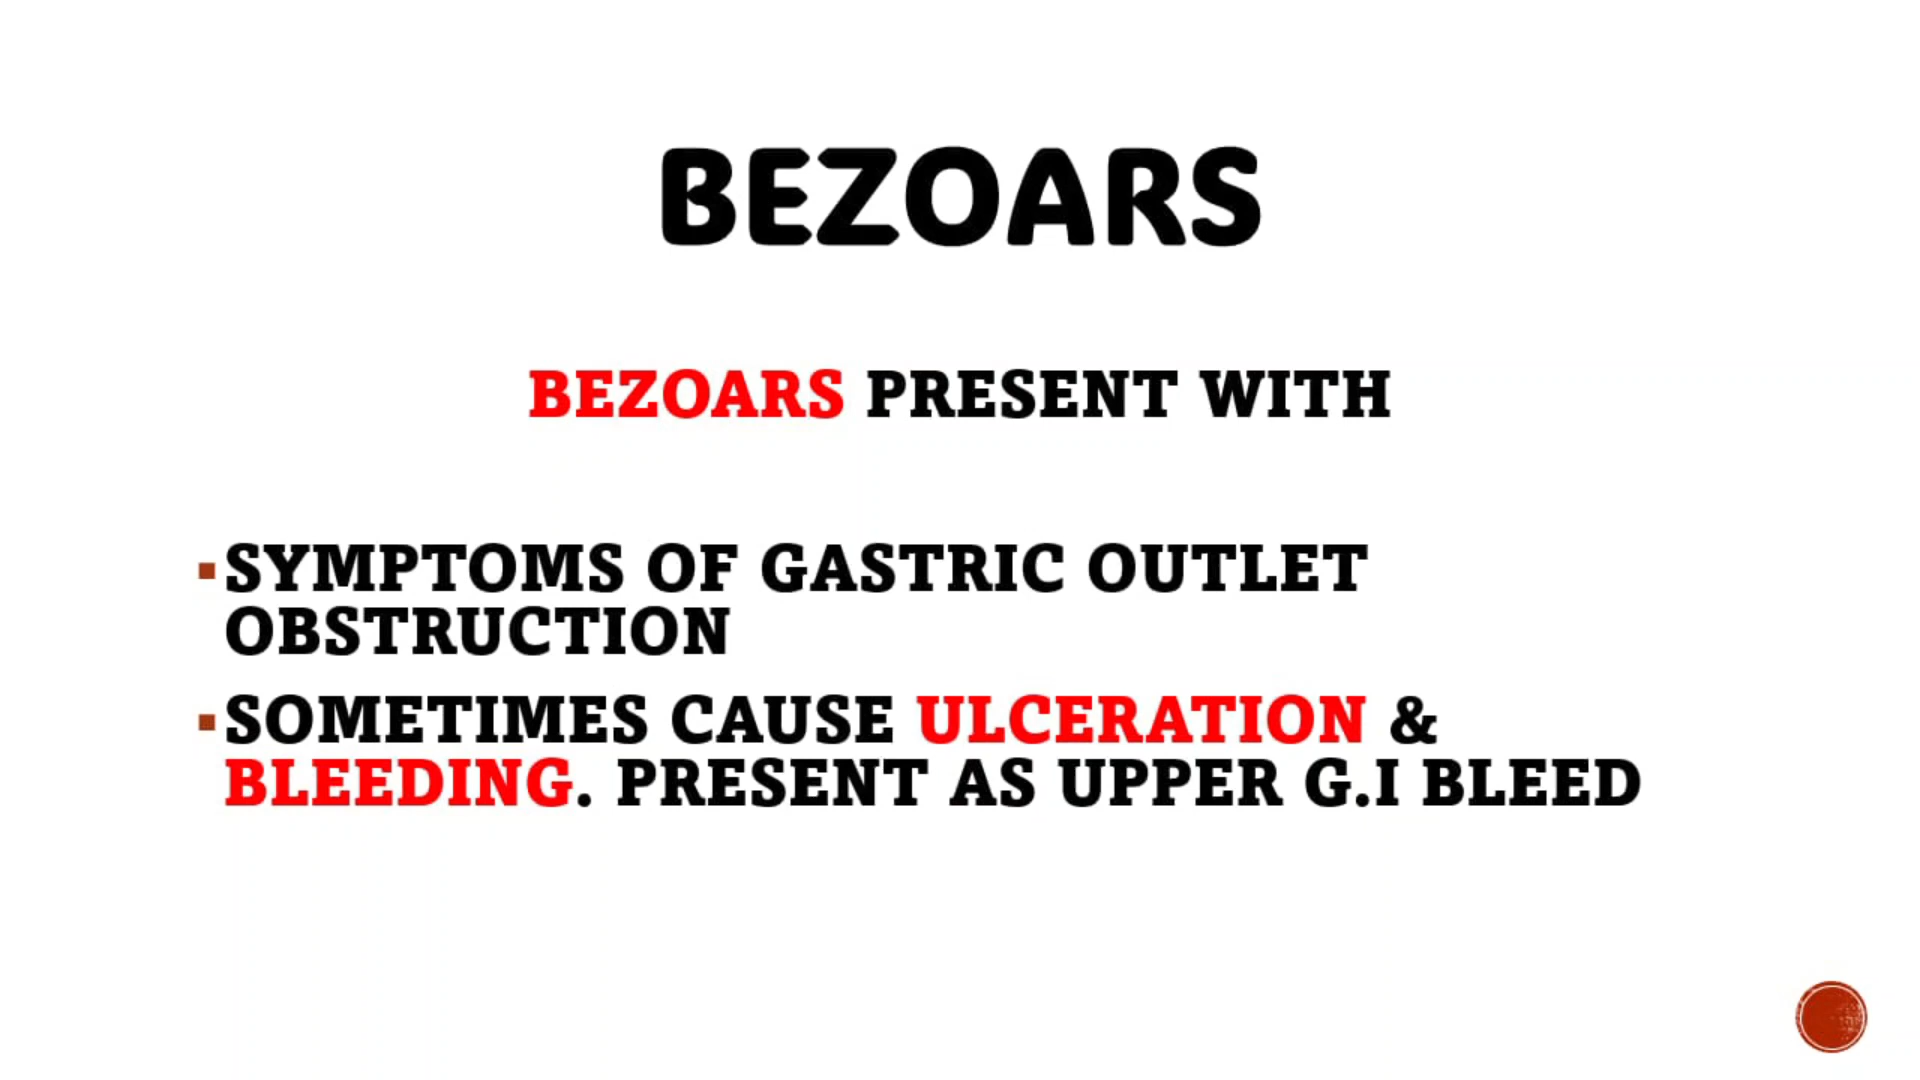 BEZOARS
BEZOARS PRESENT WITH
▪SYMPTOMS OF GASTRIC OUTLET
OBSTRUCTION
▪SOMETIMES CAUSE ULCERATION &
BLEEDING. PRESENT AS UPPER G.I BLEED